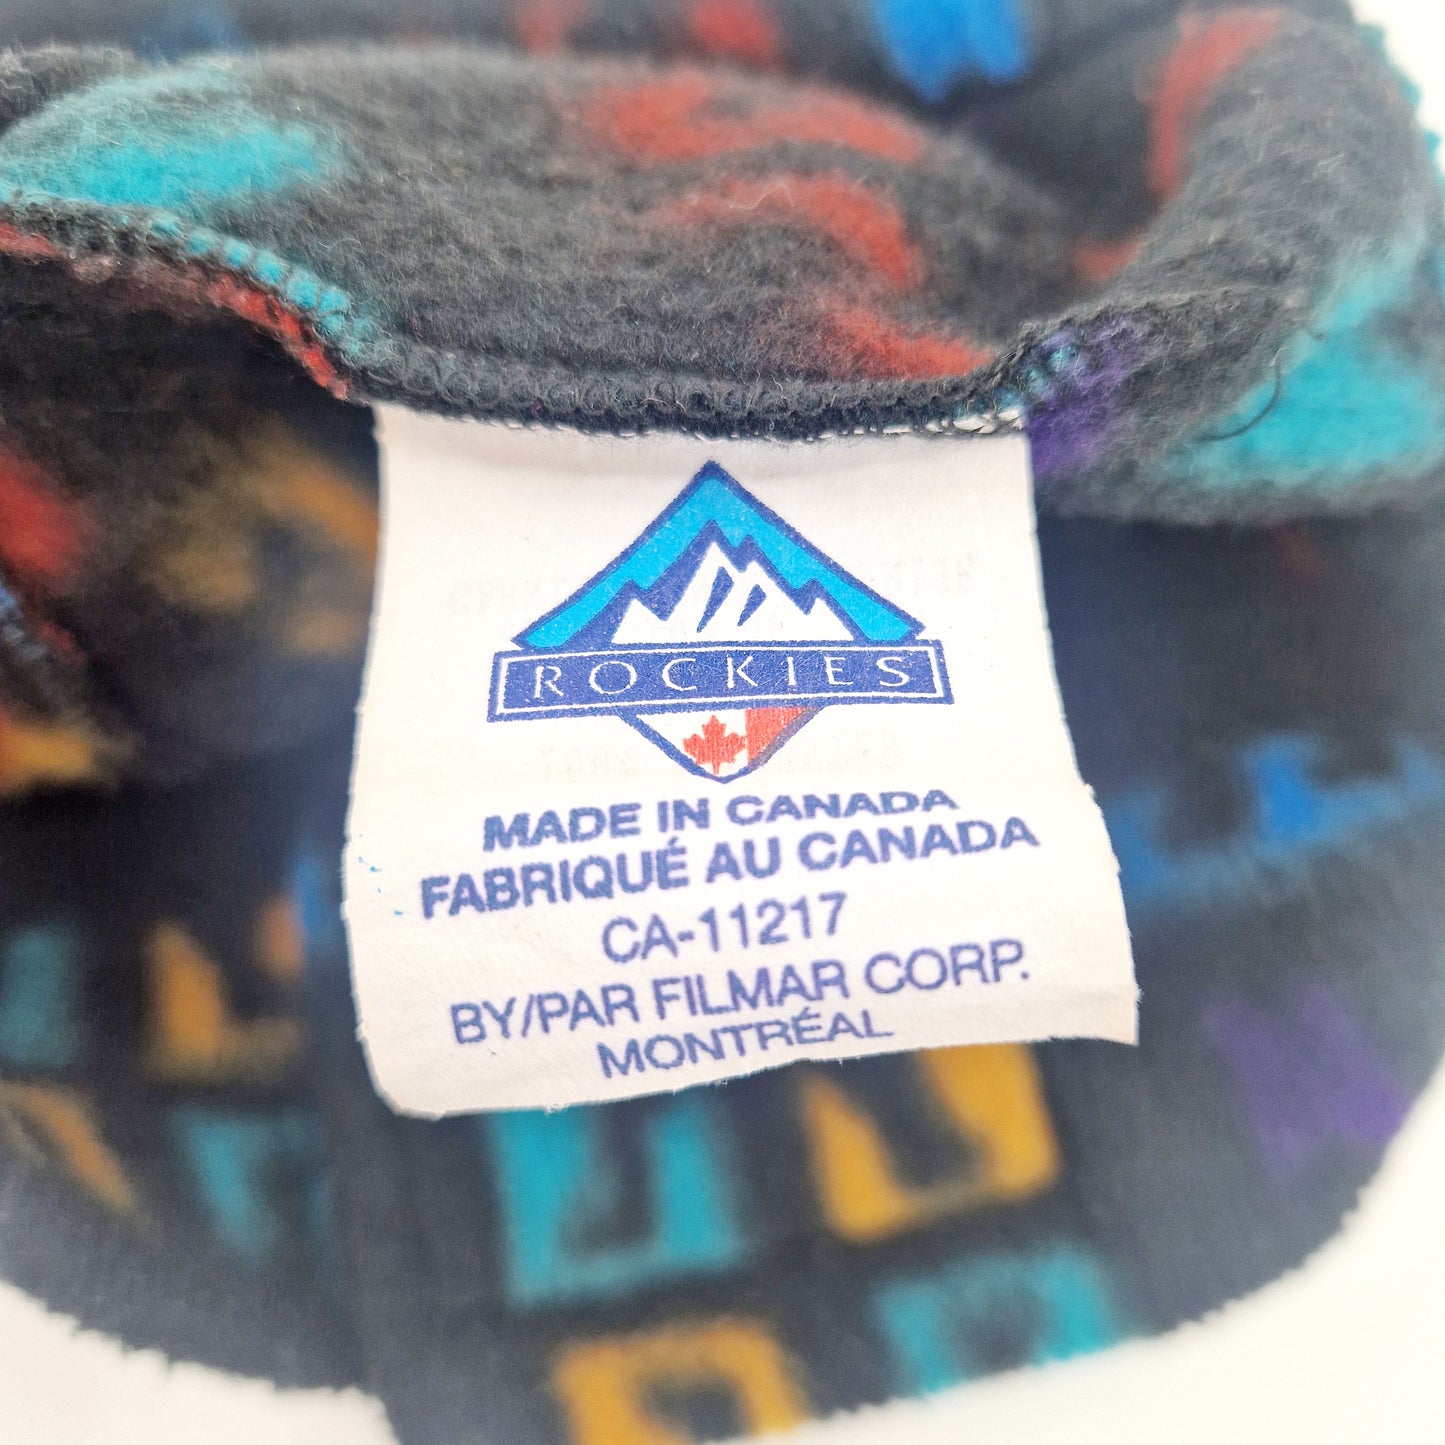 ROCKIES
MADE IN CANADA
FABRIQUÉ AU CANADA
CA-11217
BY/PAR FILMAR CORP.
MONTRÉAL